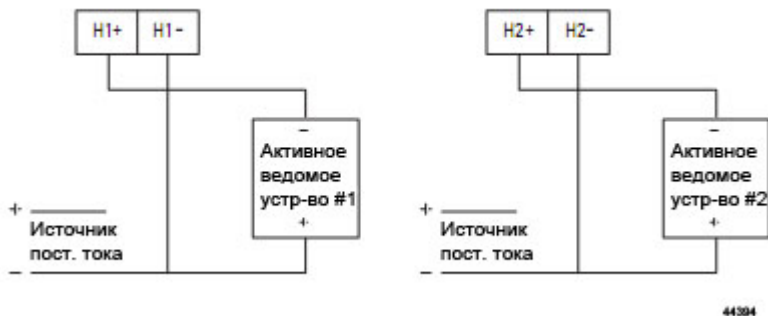 H1+ H1-
H2+ H2-
–
Активное
ведомое
устр-во #1
+
–
Активное
ведомое
устр-во #2
+
+
Источник
пост. тока
–
+
Источник
пост. тока
–
44394